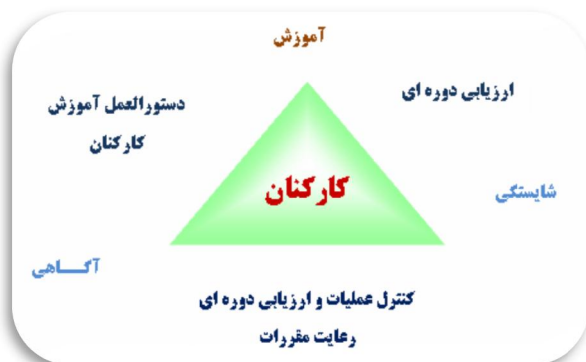 آموزش
ارزیابی دوره ای
دستورالعمل آموزش
کارکنان
کارکنان
شایستگی
آگـــاهی
کنترل عملیات و ارزیابی دوره ای
رعایت مقررات